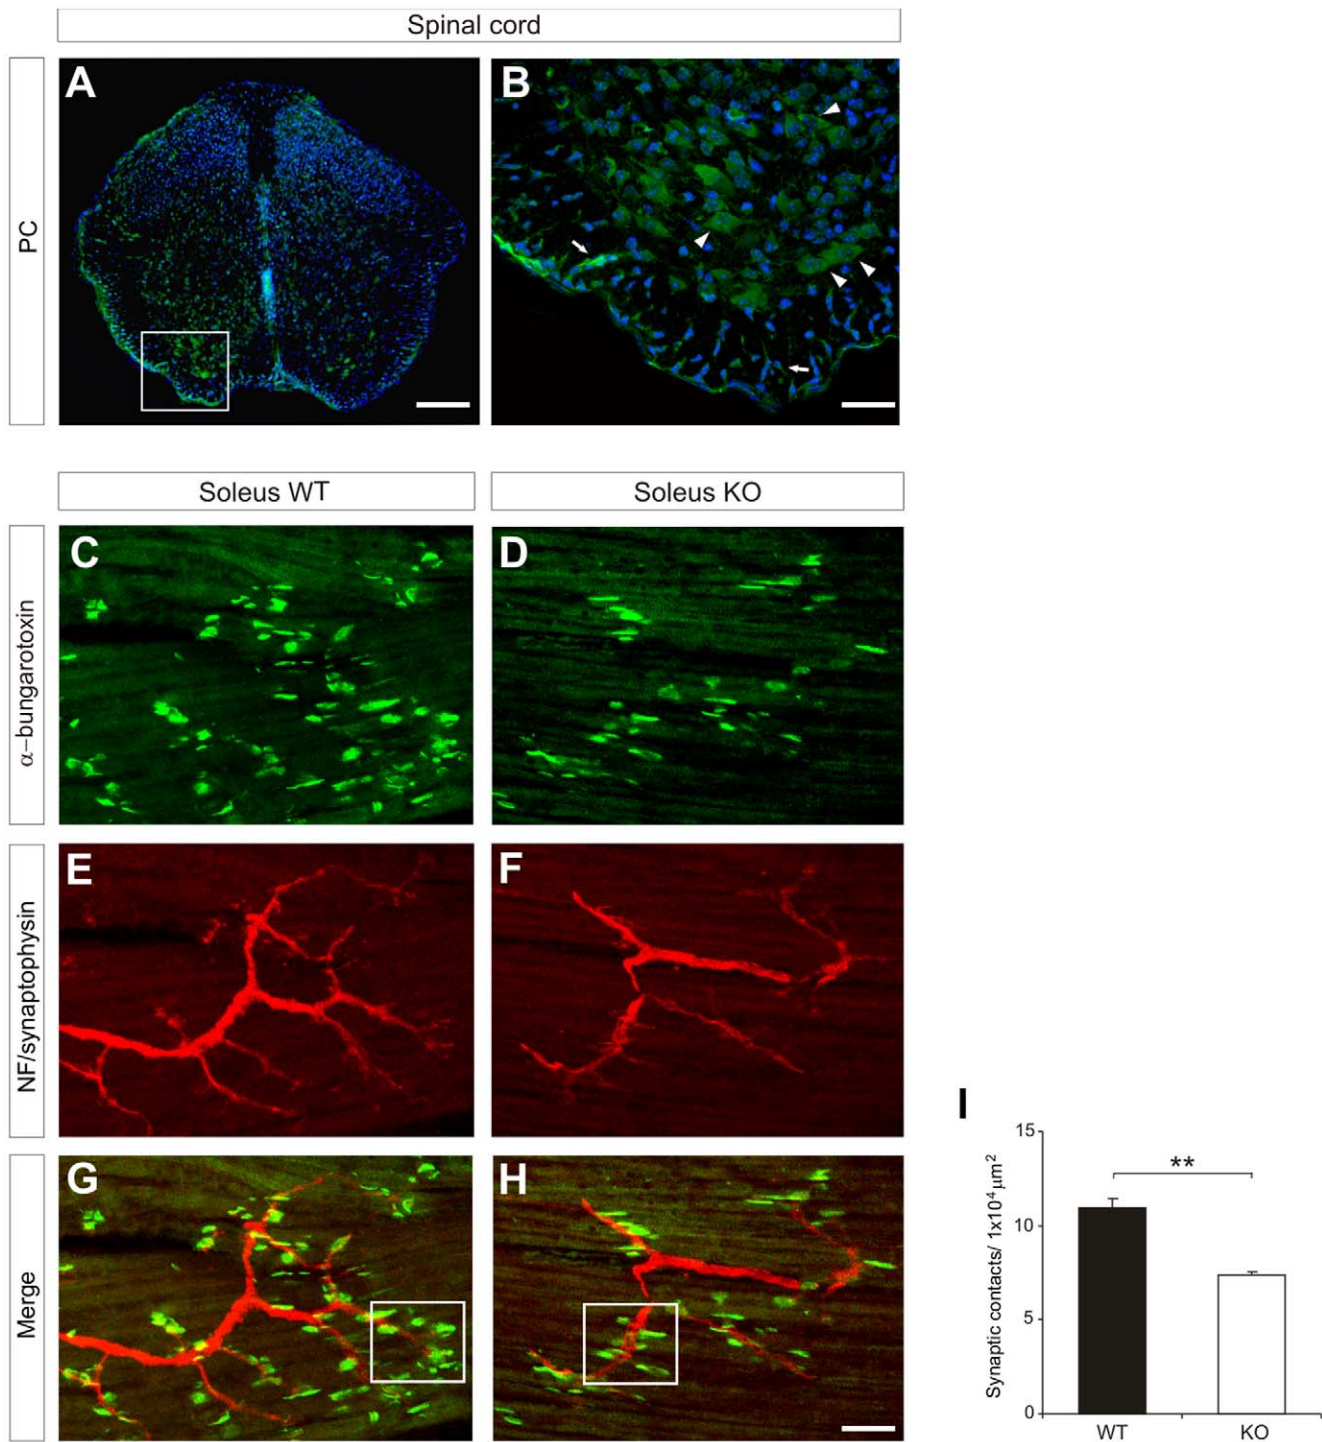 Spinal cord
PC
A
B
Soleus WT
Soleus KO
α−bungarotoxin
C
D
NF/synaptophysin
E
F
Merge
G
H
I
Synaptic contacts/ 1x10⁴μm²
15
10
5
0
**
WT
KO